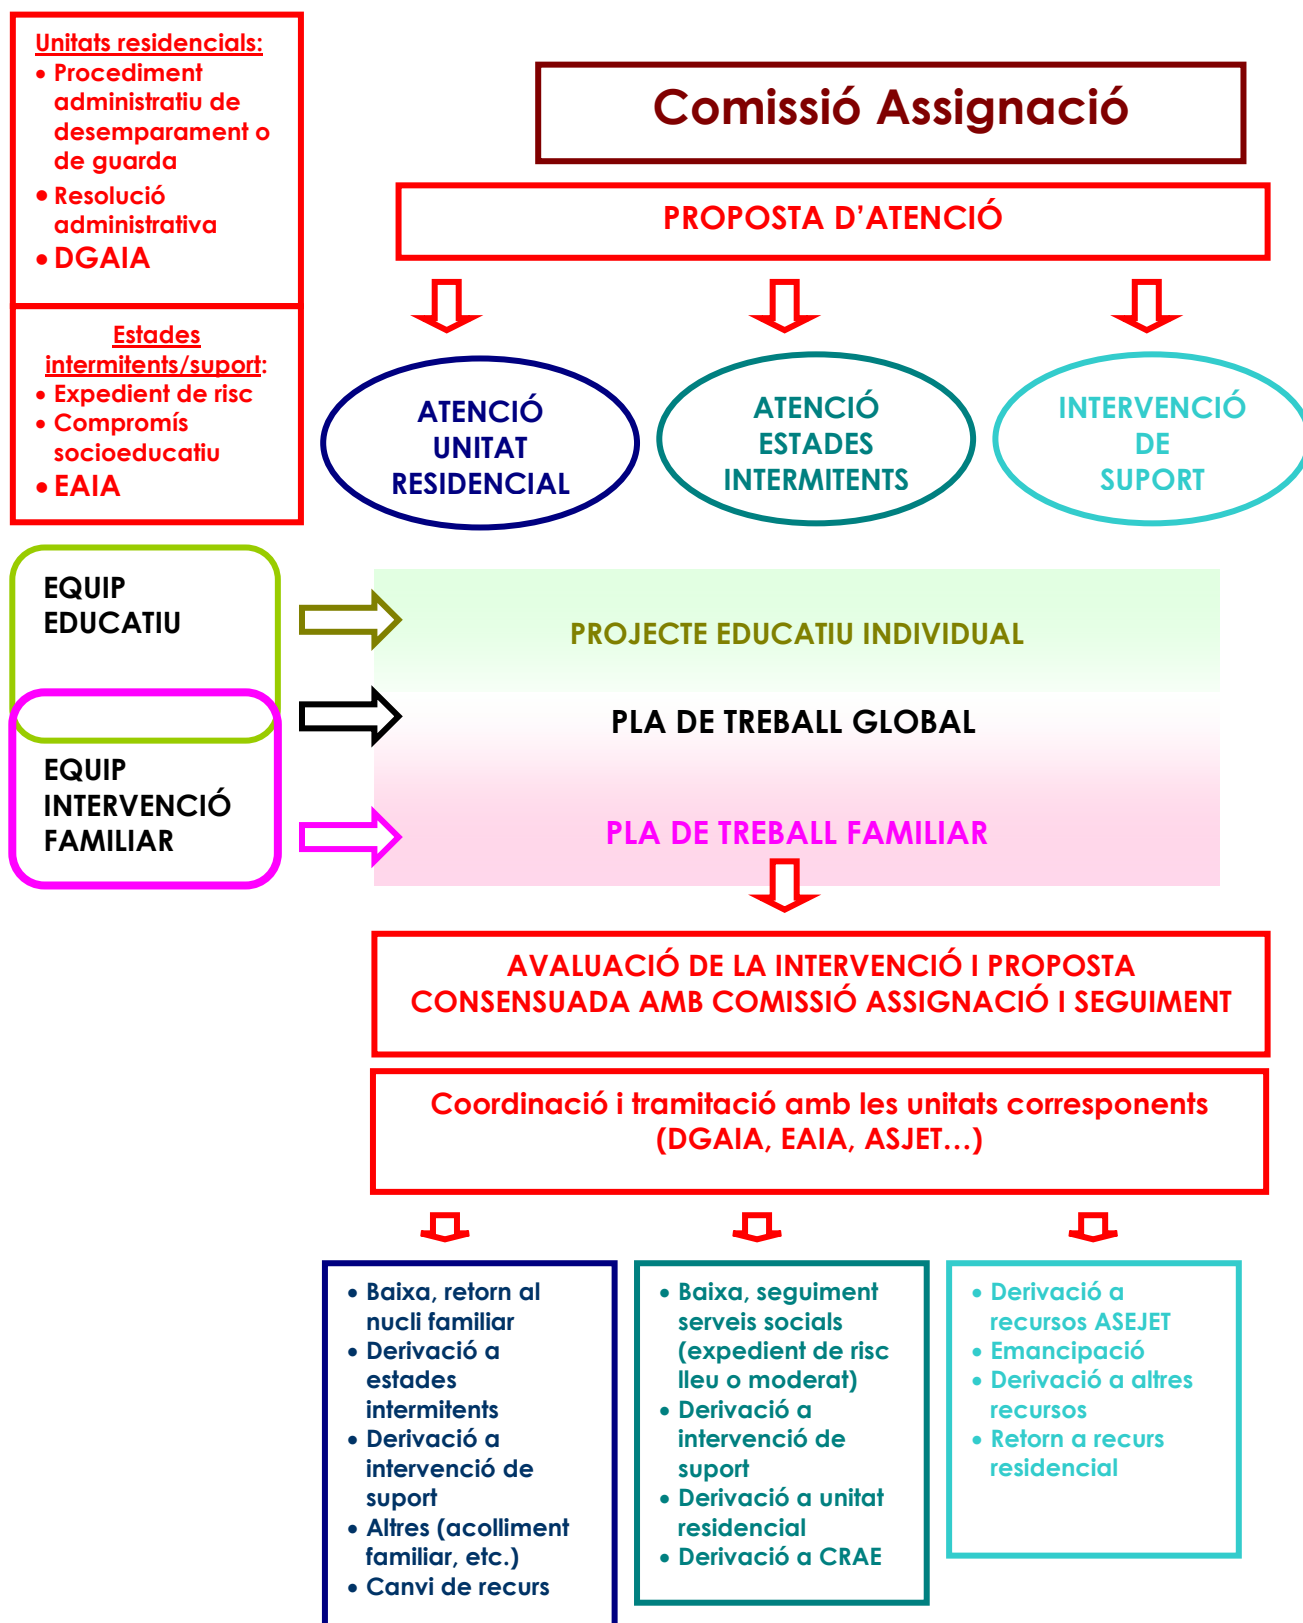 Unitats residencials:
• Procediment
administratiu de
desemparament o
de guarda
• Resolució
administrativa
• DGAIA
Estades
intermitents/suport:
• Expedient de risc
• Compromís
socioeducatiu
• EAIA
Comissió Assignació
PROPOSTA D’ATENCIÓ
ATENCIÓ
UNITAT
RESIDENCIAL
ATENCIÓ
ESTADES
INTERMITENTS
INTERVENCIÓ
DE
SUPORT
EQUIP
EDUCATIU
EQUIP
INTERVENCIÓ
FAMILIAR
PROJECTE EDUCATIU INDIVIDUAL
PLA DE TREBALL GLOBAL
PLA DE TREBALL FAMILIAR
AVALUACIÓ DE LA INTERVENCIÓ I PROPOSTA
CONSENSUADA AMB COMISSIÓ ASSIGNACIÓ I SEGUIMENT
Coordinació i tramitació amb les unitats corresponents
(DGAIA, EAIA, ASJET…)
• Baixa, retorn al
nucli familiar
• Derivació a
estades
intermitents
• Derivació a
intervenció de
suport
• Altres (acolliment
familiar, etc.)
• Canvi de recurs
• Baixa, seguiment
serveis socials
(expedient de risc
lleu o moderat)
• Derivació a
intervenció de
suport
• Derivació a unitat
residencial
• Derivació a CRAE
• Derivació a
recursos ASEJET
• Emancipació
• Derivació a altres
recursos
• Retorn a recurs
residencial